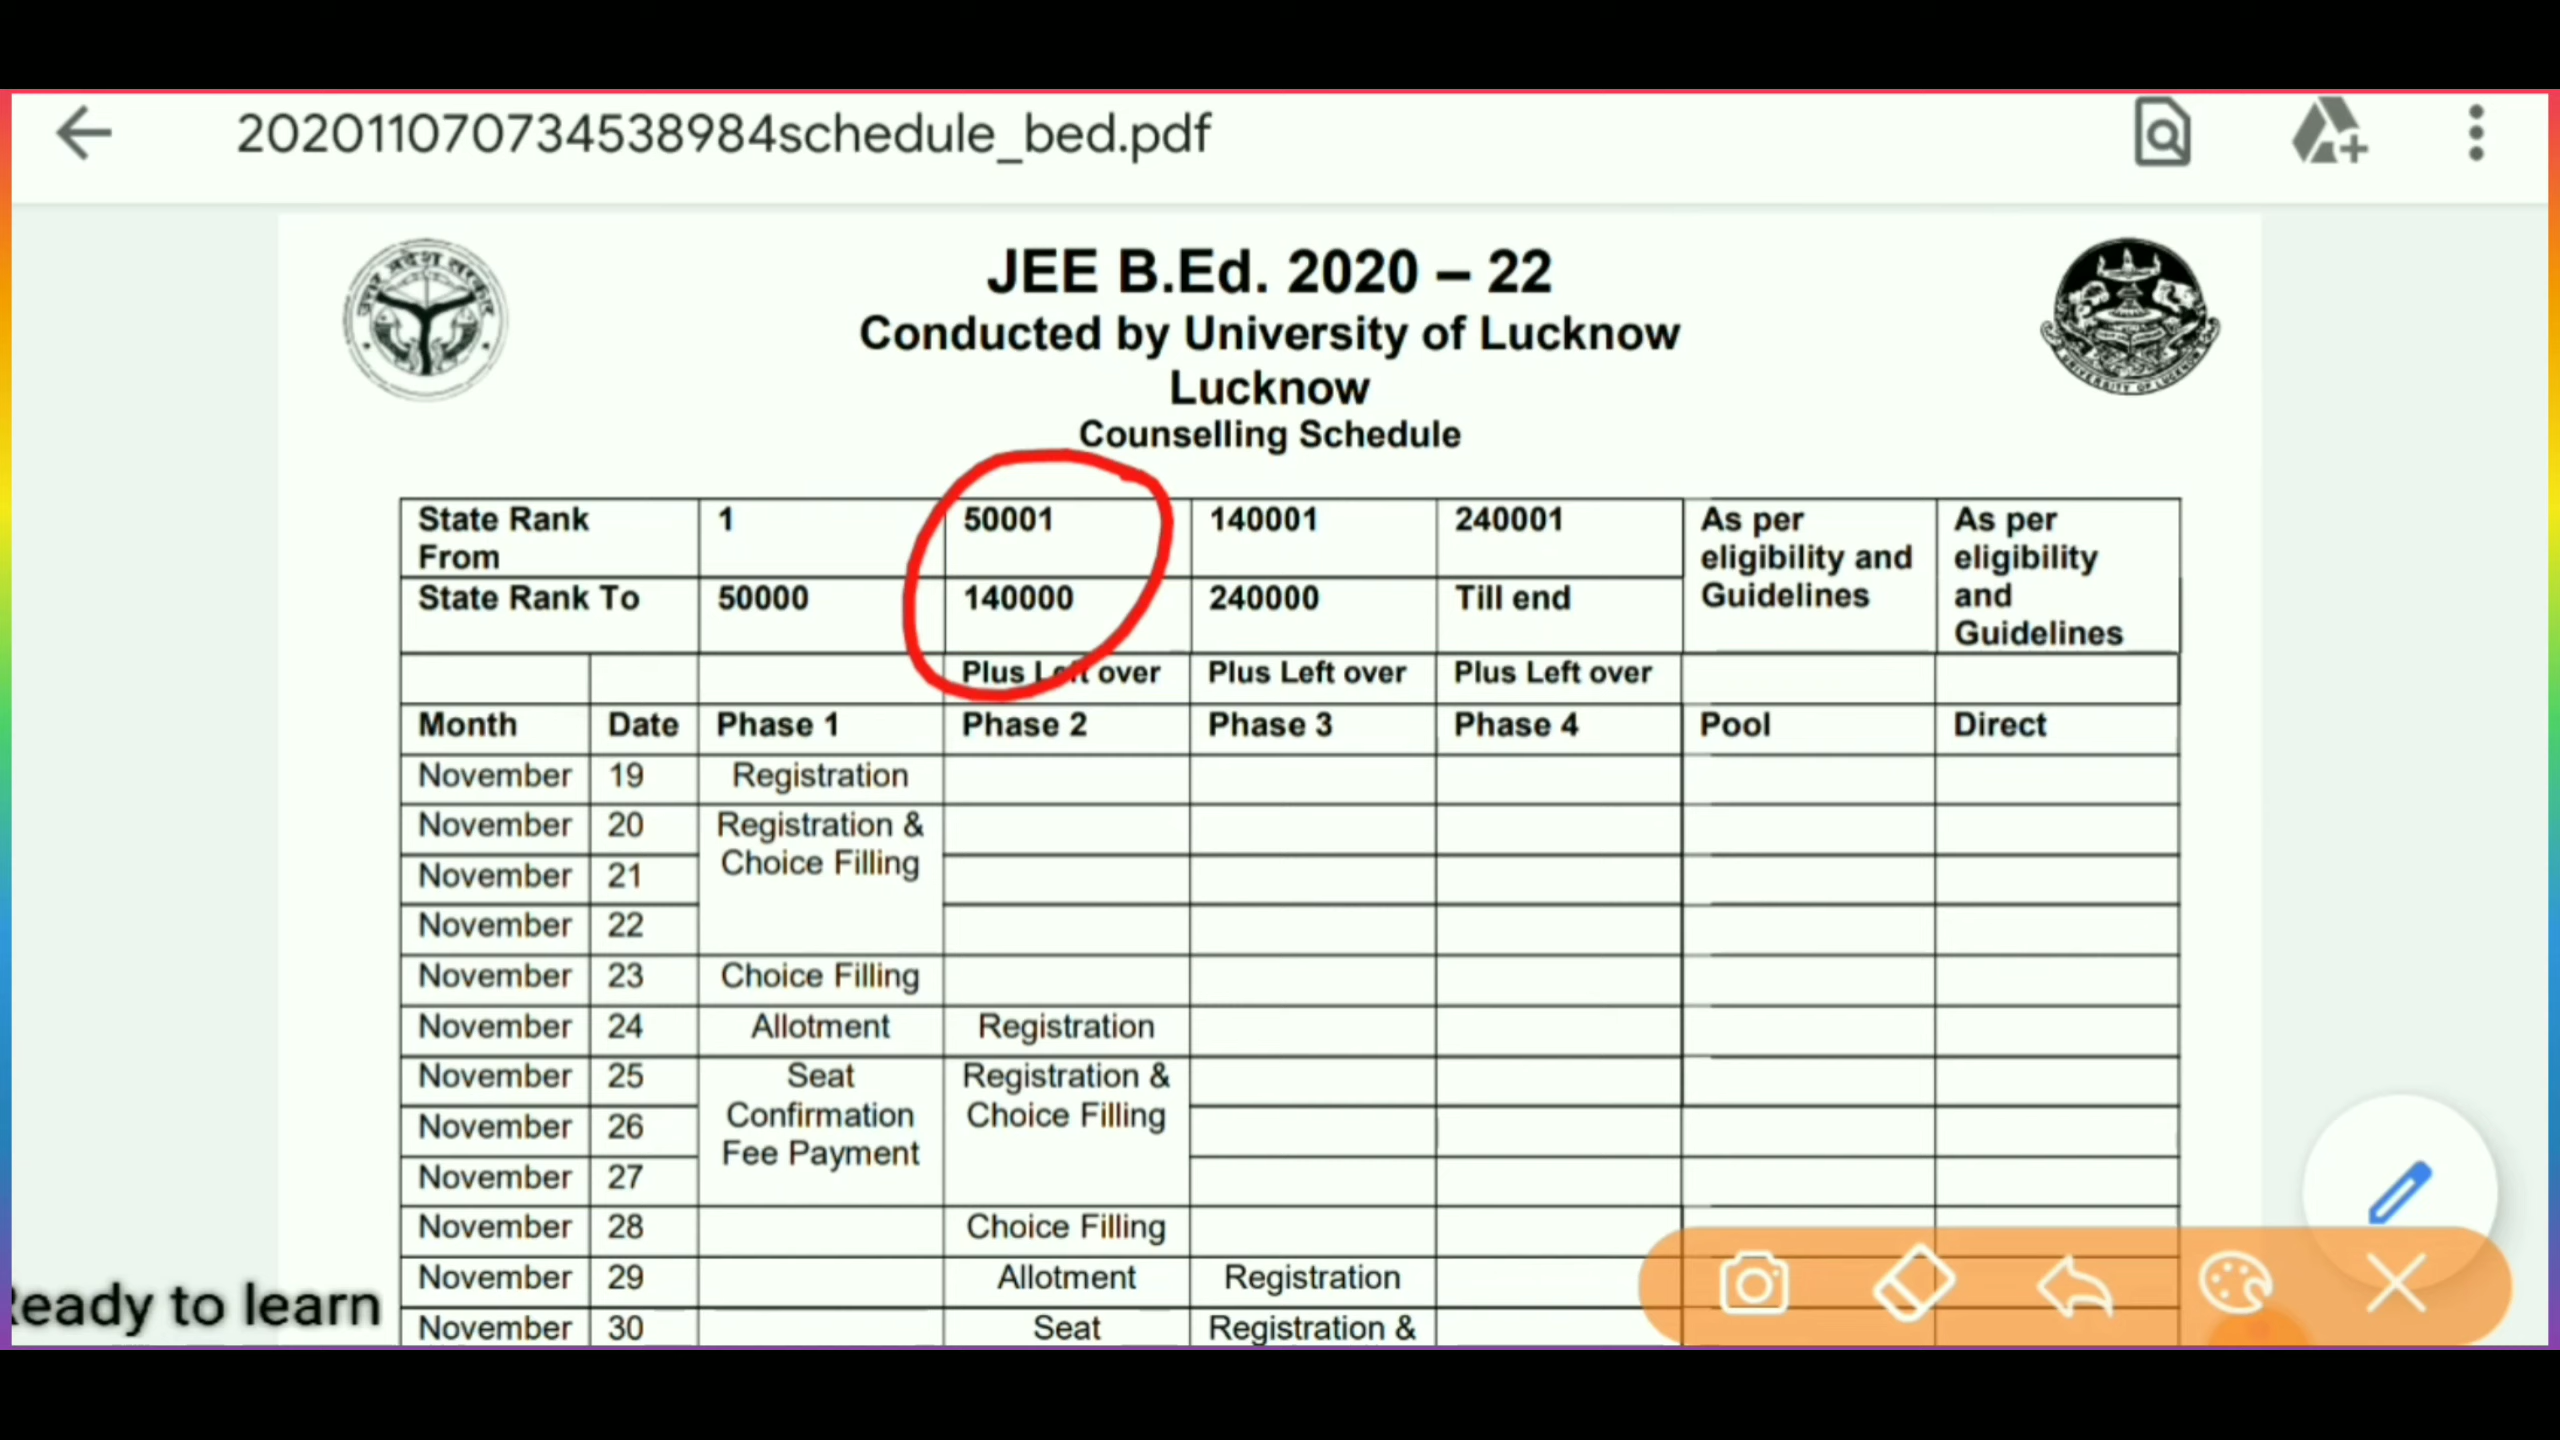 202011070734538984schedule_bed.pdf
JEE B.Ed. 2020 – 22
Conducted by University of Lucknow
Lucknow
Counselling Schedule
State Rank From 1 50001 140001 240001 As per eligibility and Guidelines As per eligibility and Guidelines
State Rank To 50000 140000 240000 Till end
Plus Left over Plus Left over Plus Left over
Month Date Phase 1 Phase 2 Phase 3 Phase 4 Pool Direct
November 19 Registration
November 20 Registration & Choice Filling
November 21
November 22
November 23 Choice Filling
November 24 Allotment Registration
November 25 Seat Confirmation Fee Payment Registration & Choice Filling
November 26
November 27
November 28 Choice Filling
November 29 Allotment Registration
November 30 Seat Registration &
to learn